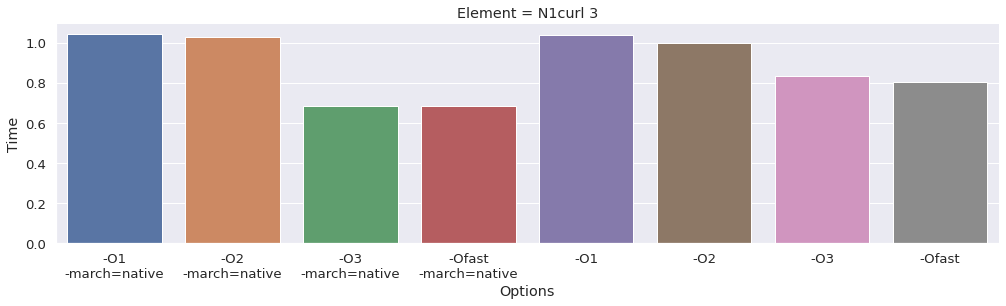 Element = N1curl 3
Time
1.0
0.8
0.6
0.4
0.2
0.0
-O1
-march=native
-O2
-march=native
-O3
-march=native
-Ofast
-march=native
-O1
-O2
-O3
-Ofast
Options